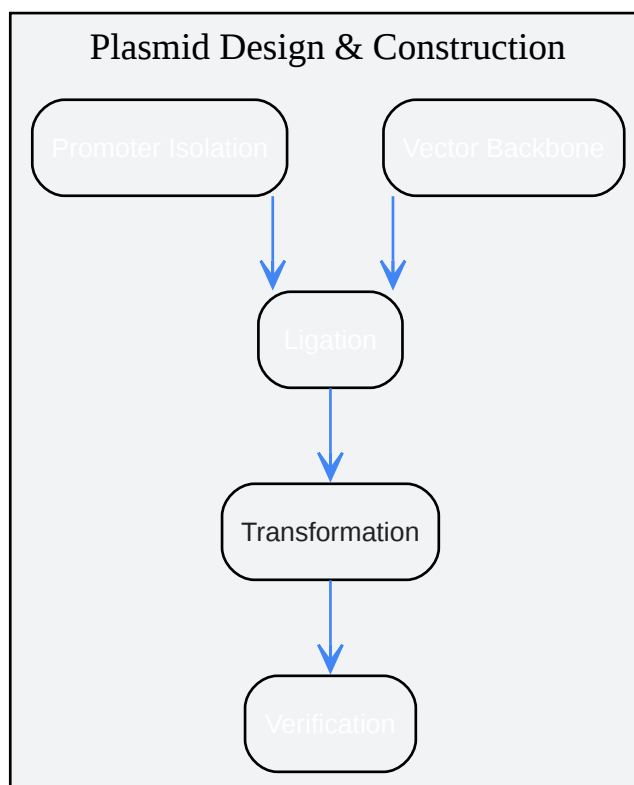 Plasmid Design & Construction
Promoter Isolation
Vector Backbone
Ligation
Transformation
Verification